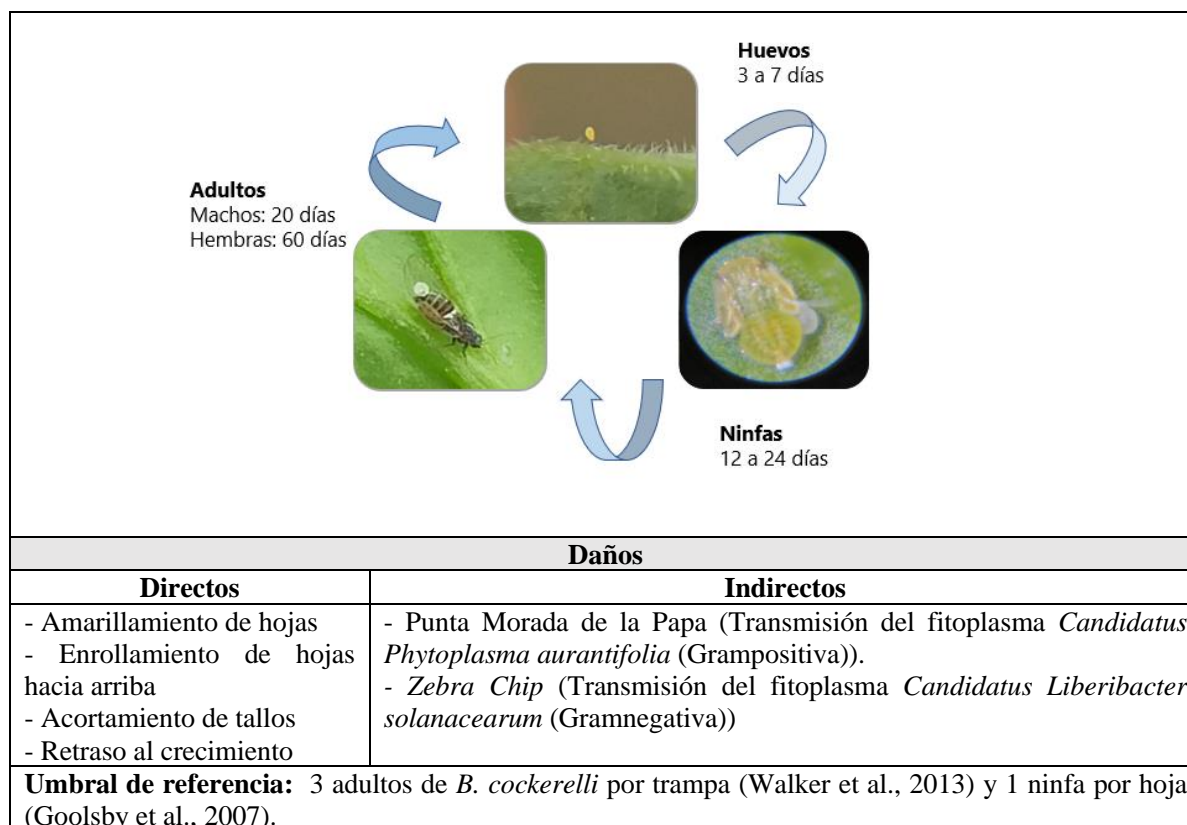 Huevos
3 a 7 días
Adultos
Machos: 20 días
Hembras: 60 días
Ninfas
12 a 24 días
Daños
Directos
- Amarillamiento de hojas
- Enrollamiento de hojas
hacia arriba
- Acortamiento de tallos
- Retraso al crecimiento
Indirectos
- Punta Morada de la Papa (Transmisión del fitoplasma Candidatus
Phytoplasma aurantifolia (Grampositiva)).
- Zebra Chip (Transmisión del fitoplasma Candidatus Liberibacter
solanacearum (Gramnegativa))
Umbral de referencia: 3 adultos de B. cockerelli por trampa (Walker et al., 2013) y 1 ninfa por hoja
(Goolsby et al., 2007).